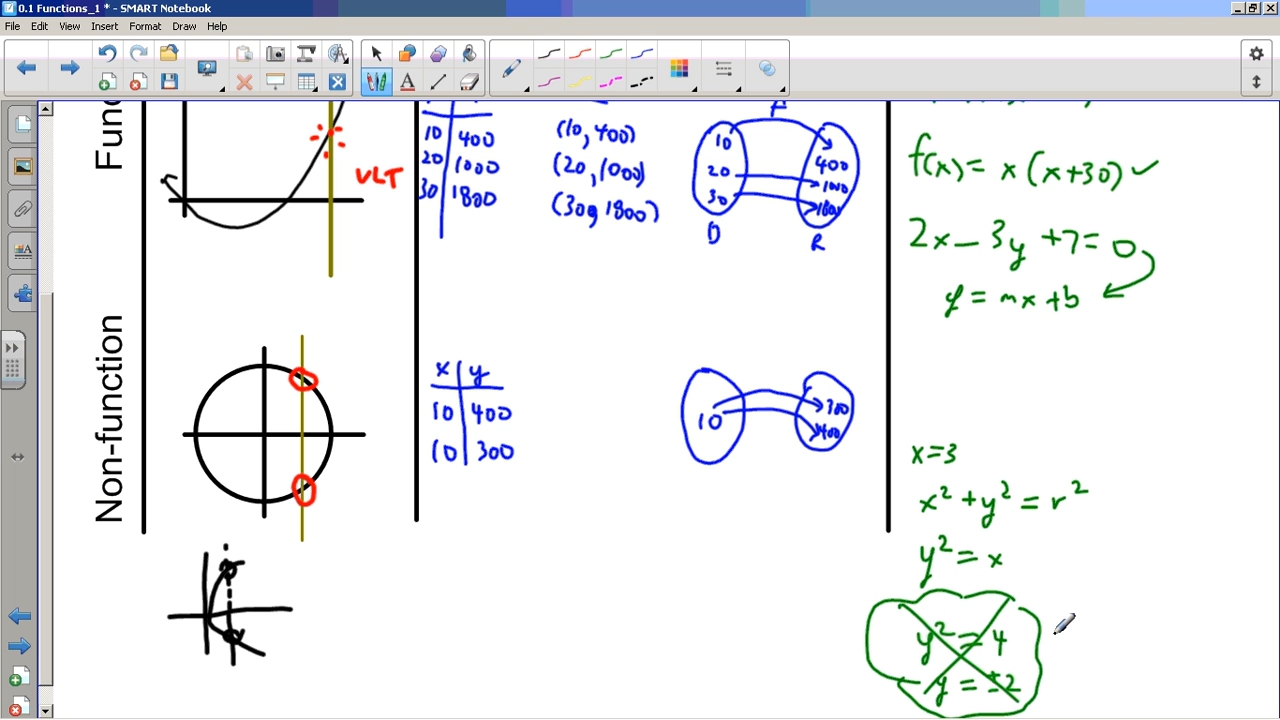 0.1 Functions_1 * - SMART Notebook
File Edit View Insert Format Draw Help
Func
10 400
20 1000
30 1800
(10, 400)
(20, 1000)
(30, 1800)
F
10
20
30
D
400
1000
1800
R
VLT
f(x) = x (x+30) ✓
2x - 3y + 7 = 0
y = mx + b
Non-function
x y
10 400
10 300
10
300
400
x=3
x² + y² = r²
y² = x
y² = 4
y = ±2